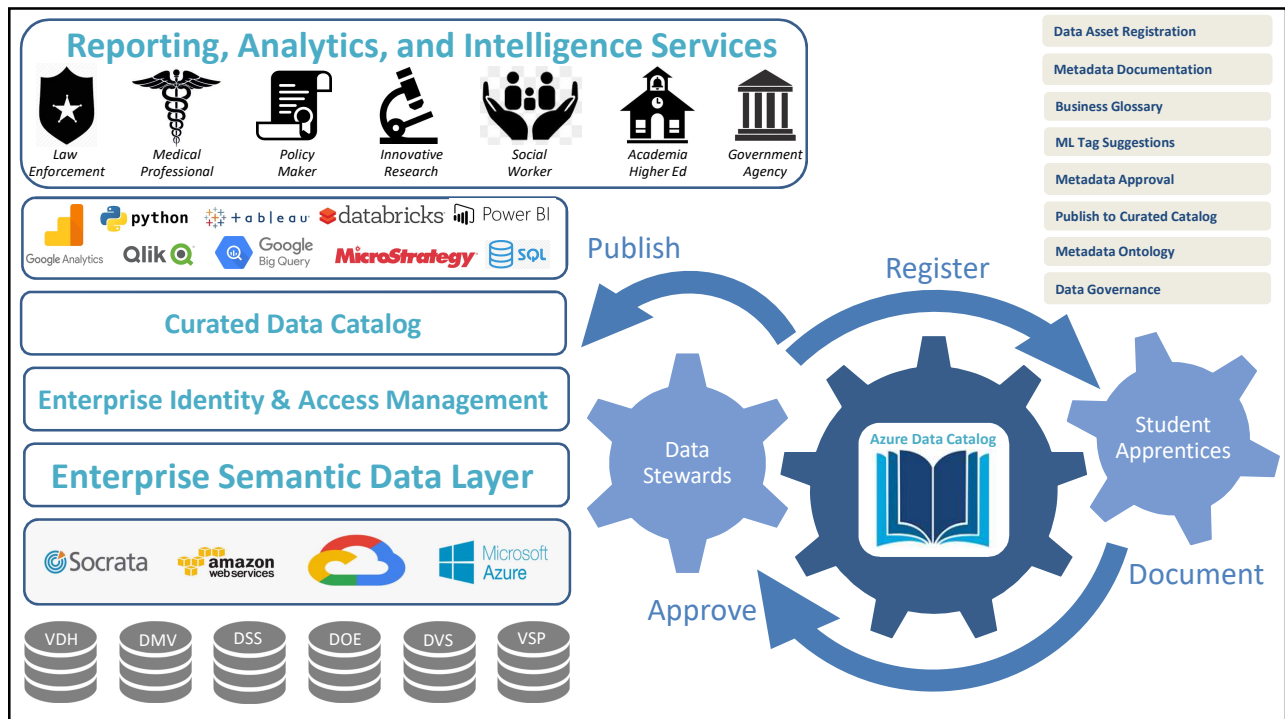 Reporting, Analytics, and Intelligence Services
Law
Enforcement
Medical
Professional
Policy
Maker
Innovative
Research
Social
Worker
Academia
Higher Ed
Government
Agency
Google Analytics
python
+ a b l e a u
databricks
Power BI
Qlik
Google
Big Query
MicroStrategy
SQL
Curated Data Catalog
Enterprise Identity & Access Management
Enterprise Semantic Data Layer
Socrata
amazon
webservices
Microsoft
Azure
VDH
DMV
DSS
DOE
DVS
VSP
Publish
Register
Data
Stewards
Azure Data Catalog
Student
Apprentices
Approve
Document
Data Asset Registration
Metadata Documentation
Business Glossary
ML Tag Suggestions
Metadata Approval
Publish to Curated Catalog
Metadata Ontology
Data Governance